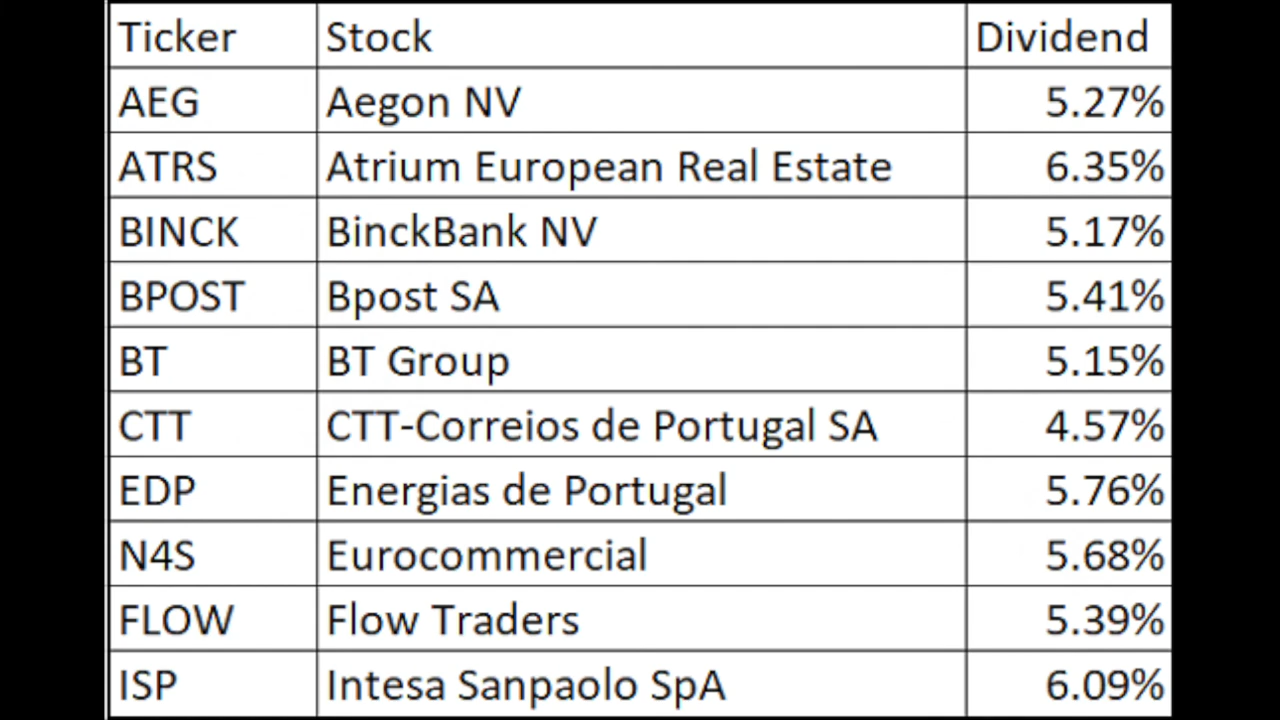 Ticker Stock Dividend
AEG Aegon NV 5.27%
ATRS Atrium European Real Estate 6.35%
BINCK BinckBank NV 5.17%
BPOST Bpost SA 5.41%
BT BT Group 5.15%
CTT CTT-Correios de Portugal SA 4.57%
EDP Energias de Portugal 5.76%
N4S Eurocommercial 5.68%
FLOW Flow Traders 5.39%
ISP Intesa Sanpaolo SpA 6.09%